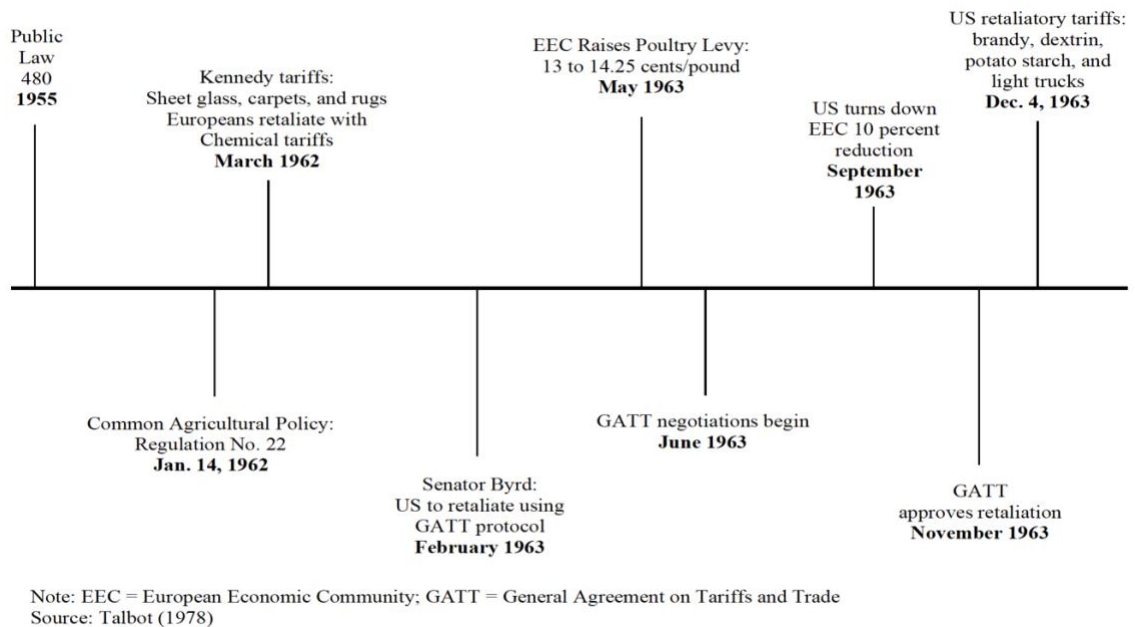 Public
Law
480
1955
Kennedy tariffs:
Sheet glass, carpets, and rugs
Europeans retaliate with
Chemical tariffs
March 1962
EEC Raises Poultry Levy:
13 to 14.25 cents/pound
May 1963
US turns down
EEC 10 percent
reduction
September
1963
US retaliatory tariffs:
brandy, dextrin,
potato starch, and
light trucks
Dec. 4, 1963
Common Agricultural Policy:
Regulation No. 22
Jan. 14, 1962
Senator Byrd:
US to retaliate using
GATT protocol
February 1963
GATT negotiations begin
June 1963
GATT
approves retaliation
November 1963
Note: EEC = European Economic Community; GATT = General Agreement on Tariffs and Trade
Source: Talbot (1978)